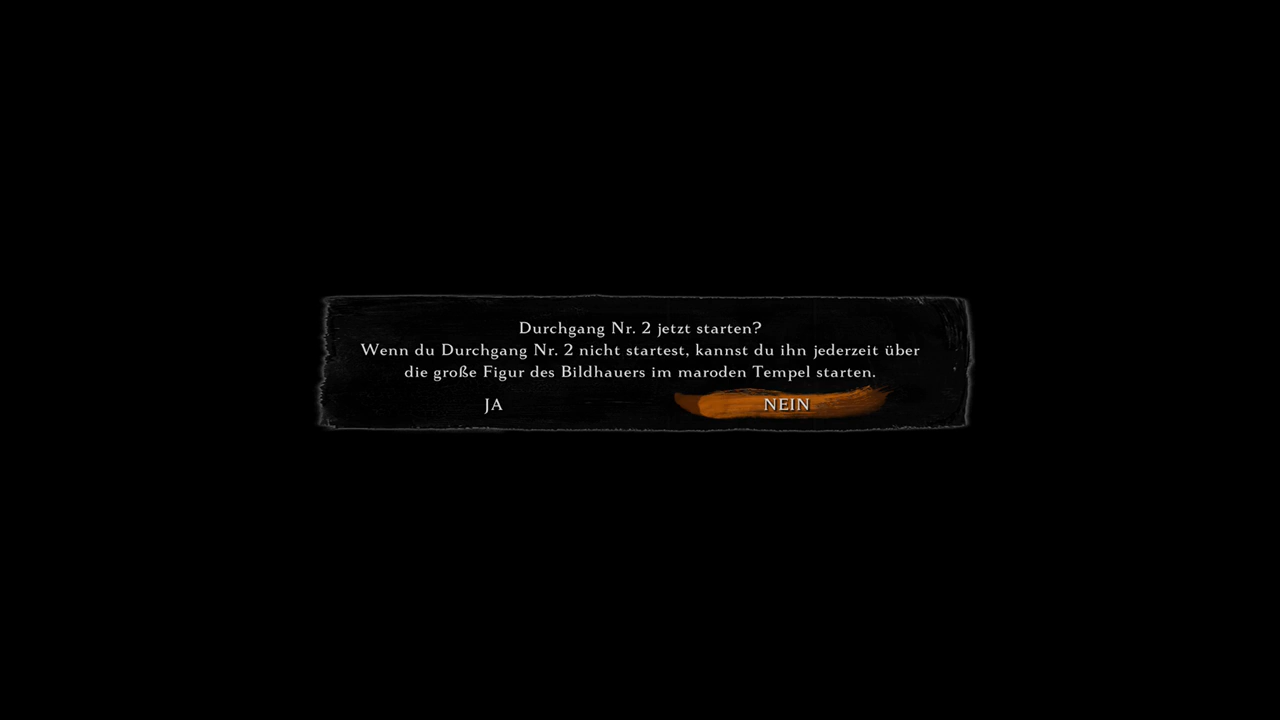 Durchgang Nr. 2 jetzt starten?
Wenn du Durchgang Nr. 2 nicht startest, kannst du ihn jederzeit über
die große Figur des Bildhauers im maroden Tempel starten.
JA NEIN